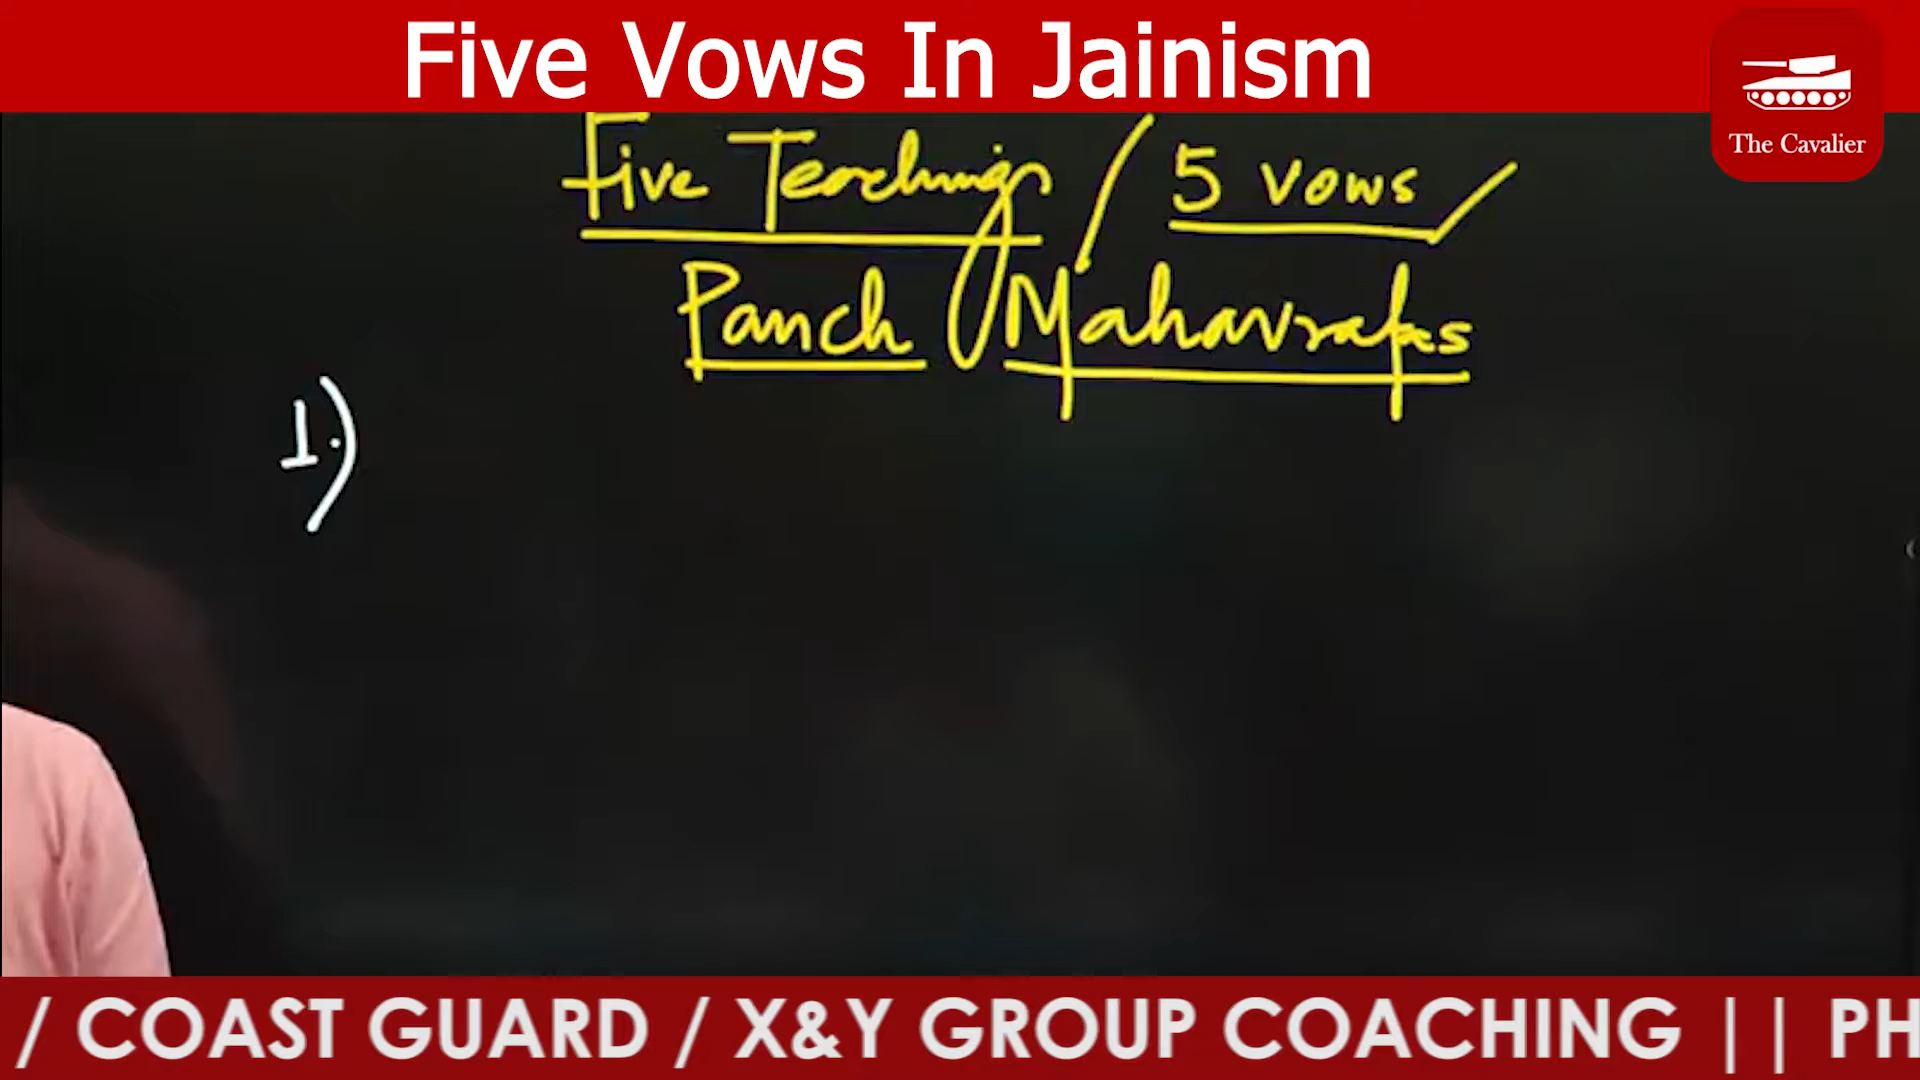 Five Vows In Jainism
The Cavalier
Five Teachings / 5 vows /
Panch Mahavratas
1.)
/ COAST GUARD / X&Y GROUP COACHING || PH